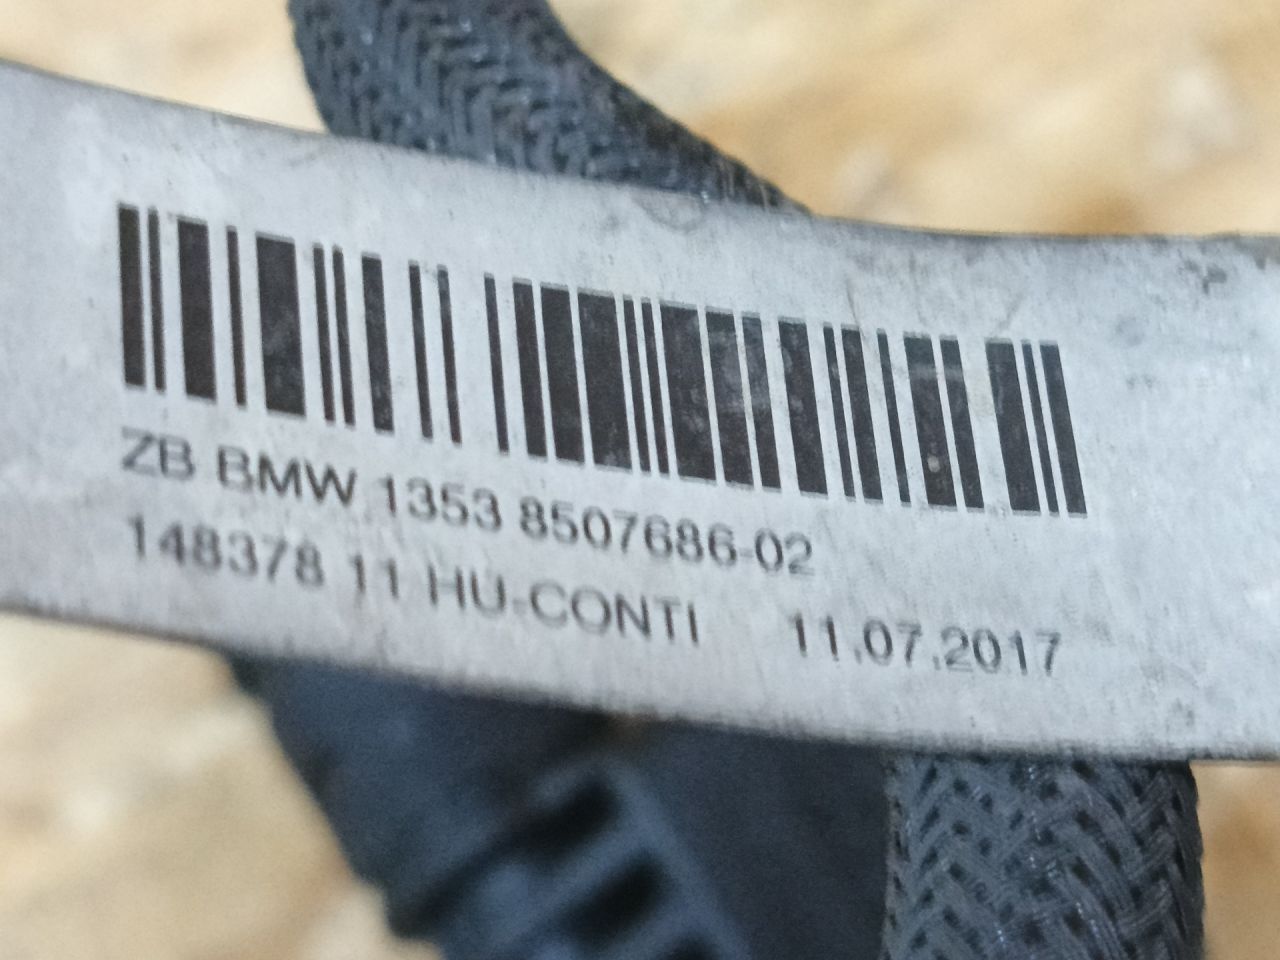 ZB BMW 1353 8507686-02
148378 11 HU-CONTI 11.07.2017